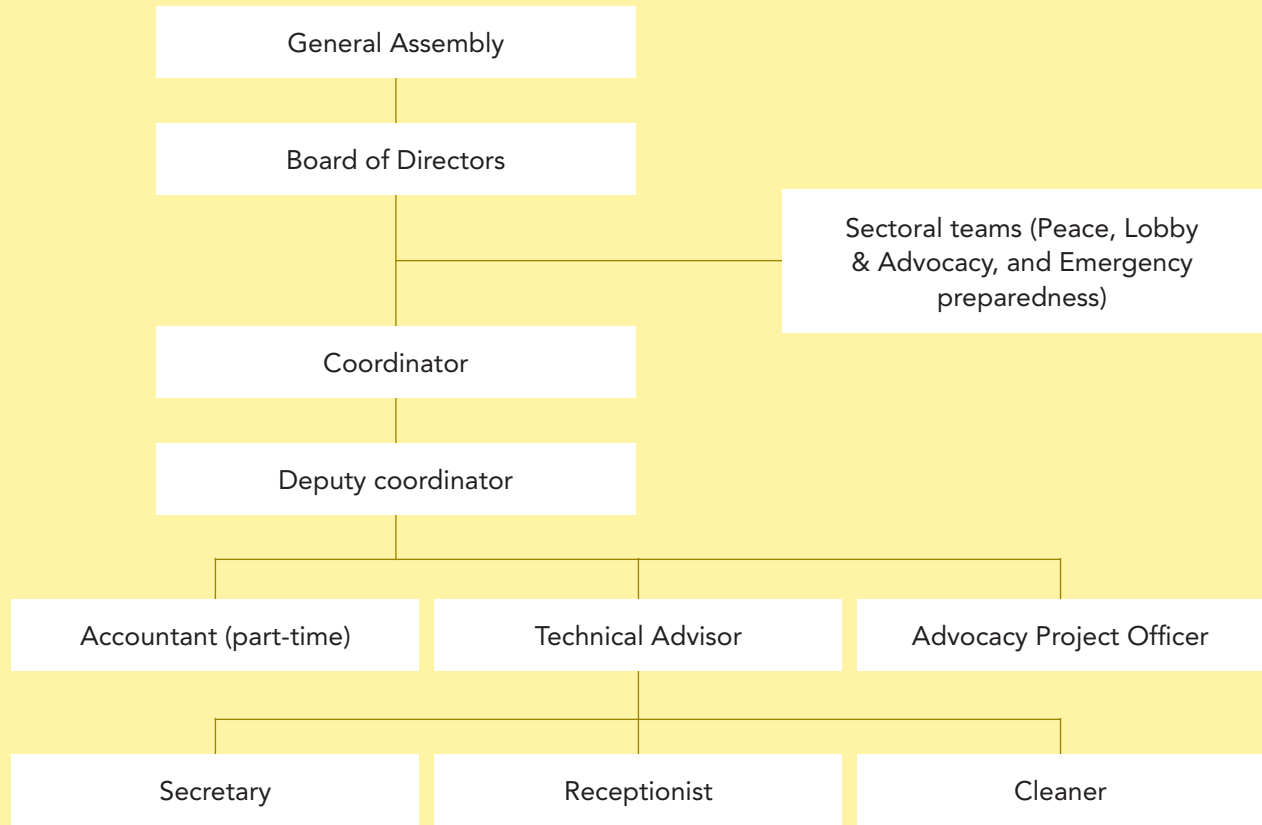 General Assembly
Board of Directors
Sectoral teams (Peace, Lobby
& Advocacy, and Emergency
preparedness)
Coordinator
Deputy coordinator
Accountant (part-time)
Technical Advisor
Advocacy Project Officer
Secretary
Receptionist
Cleaner